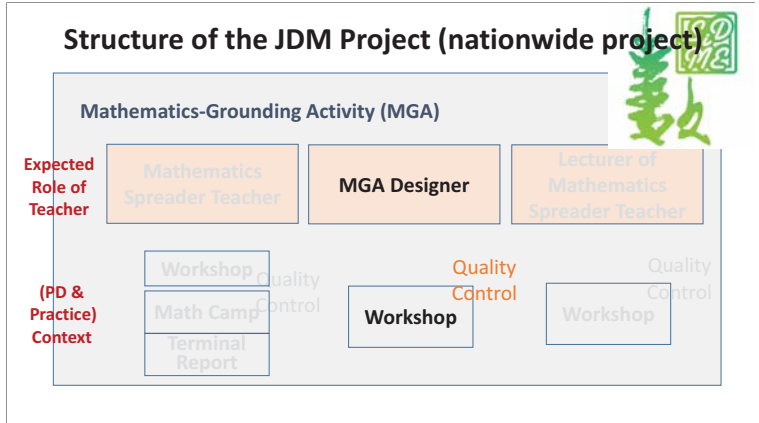 Structure of the JDM Project (nationwide project)
Mathematics-Grounding Activity (MGA)
Expected
Role of
Teacher
Mathematics
Spreader Teacher
MGA Designer
Lecturer of
Mathematics
Spreader Teacher
(PD &
Practice)
Context
Workshop
Quality
Control
Math Camp
Terminal
Report
Quality
Control
Workshop
Quality
Control
Workshop